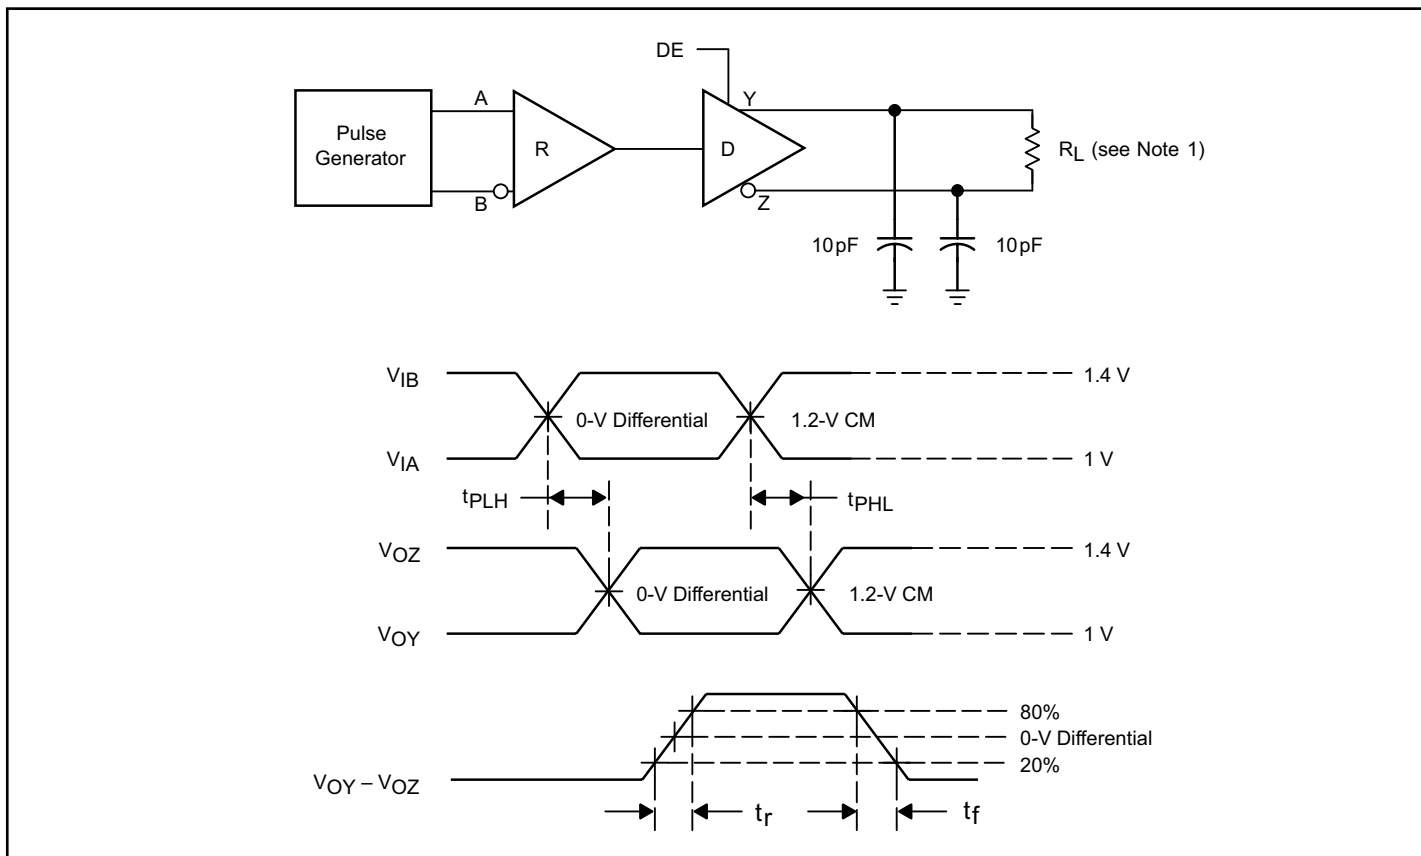 DE
A
Y
Pulse
Generator
R
D
RL (see Note 1)
B
Z
10pF
10pF
VIB
1.4 V
0-V Differential
1.2-V CM
VIA
1 V
tPLH
tPHL
VOZ
1.4 V
0-V Differential
1.2-V CM
VOY
1 V
80%
0-V Differential
20%
VOY – VOZ
tr
tf